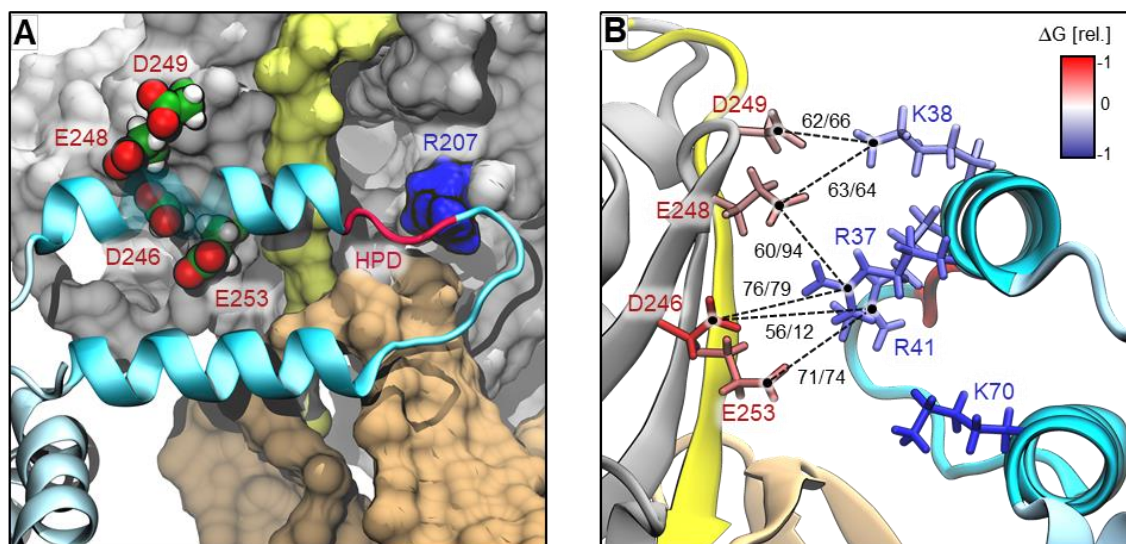 A
D249
E248
R207
D246
HPD
E253
B
ΔG [rel.]
-1
0
-1
D249
62/66
K38
63/64
E248
60/94
R37
76/79
D246
56/12
R41
71/74
E253
K70